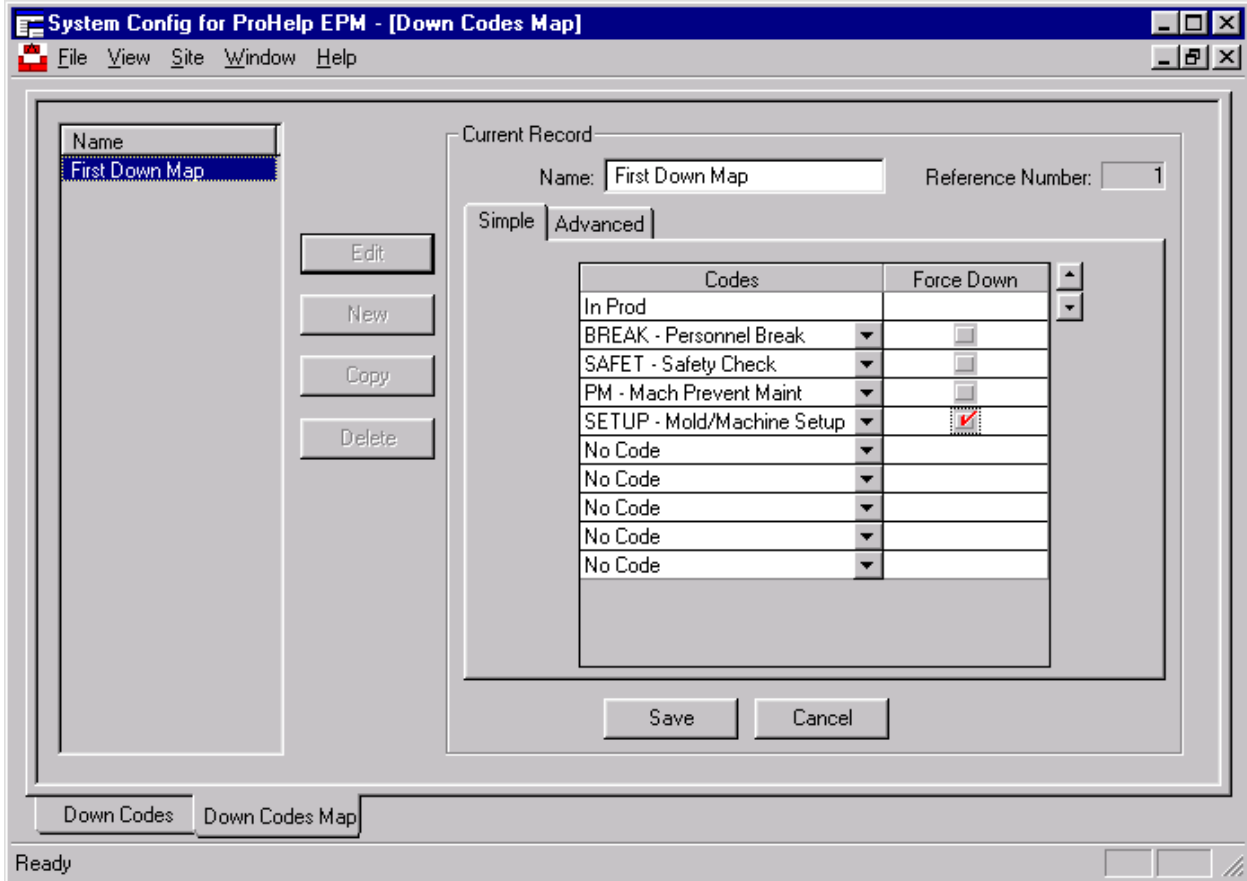 System Config for ProHelp EPM - [Down Codes Map]
File View Site Window Help
Name
First Down Map
Edit
New
Copy
Delete
Current Record
Name: First Down Map Reference Number: 1
Simple Advanced
Codes Force Down
In Prod
BREAK - Personnel Break
SAFET - Safety Check
PM - Mach Prevent Maint
SETUP - Mold/Machine Setup
No Code
No Code
No Code
No Code
No Code
Save Cancel
Down Codes Down Codes Map
Ready